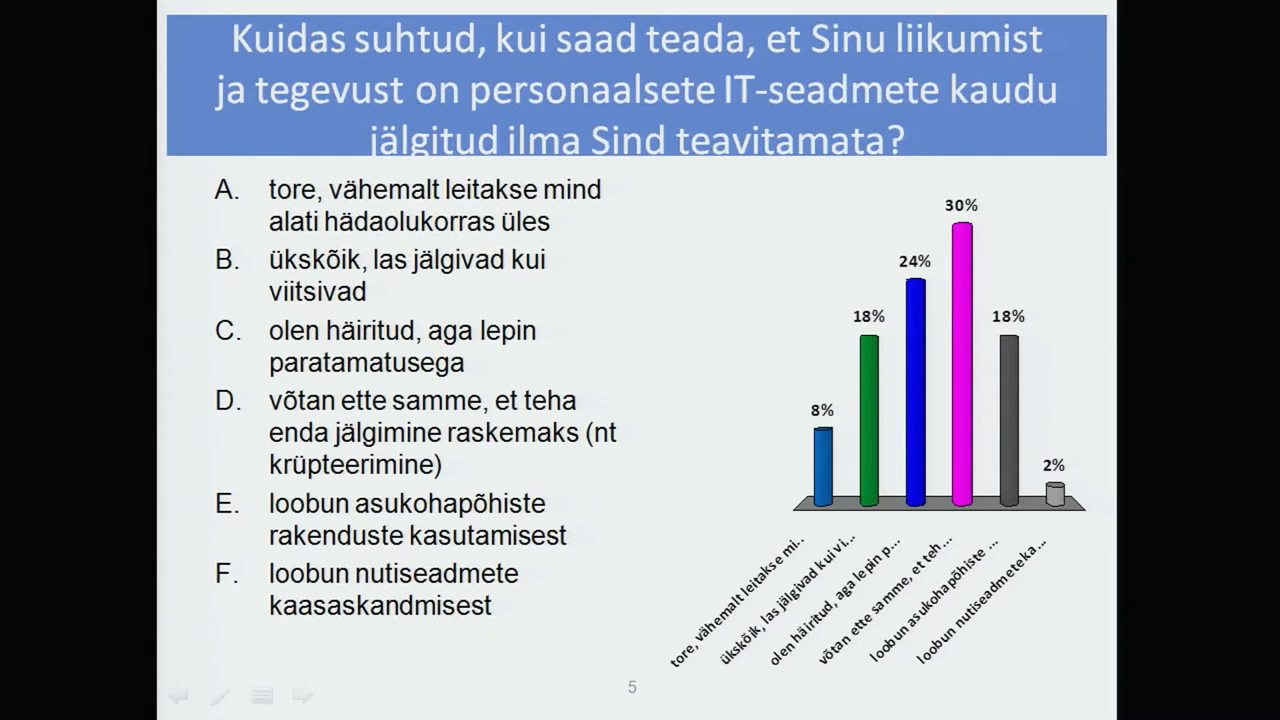 Kuidas suhtud, kui saad teada, et Sinu liikumist
ja tegevust on personaalsete IT-seadmete kaudu
jälgitud ilma Sind teavitamata?
A. tore, vähemalt leitakse mind
alati hädaolukorras üles
B. ükskõik, las jälgivad kui
viitsivad
C. olen häiritud, aga lepin
paratamatusega
D. võtan ette samme, et teha
enda jälgimine raskemaks (nt
krüpteerimine)
E. loobun asukohapõhiste
rakenduste kasutamisest
F. loobun nutiseadmete
kaasaskandmisest
8%
18%
24%
30%
18%
2%
tore, vähemalt leitakse mi...
ükskõik, las jälgivad kui vi...
olen häiritud, aga lepin p...
võtan ette samme, et teh...
loobun asukohapõhiste ...
loobun nutiseadmete ka...
5